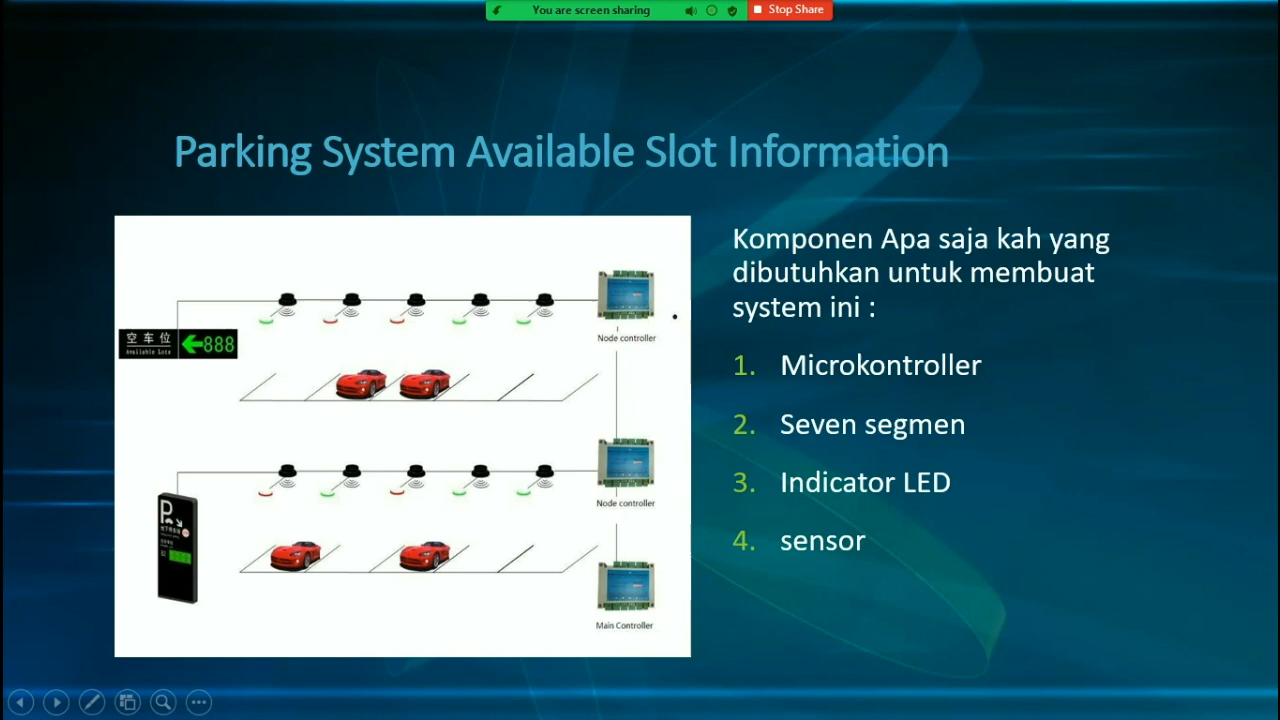 You are screen sharing
Stop Share
Parking System Available Slot Information
Komponen Apa saja kah yang
dibutuhkan untuk membuat
system ini :
1. Microkontroller
2. Seven segmen
3. Indicator LED
4. sensor
Node controller
空车位
Available Lots
888
Node controller
P
Main Controller